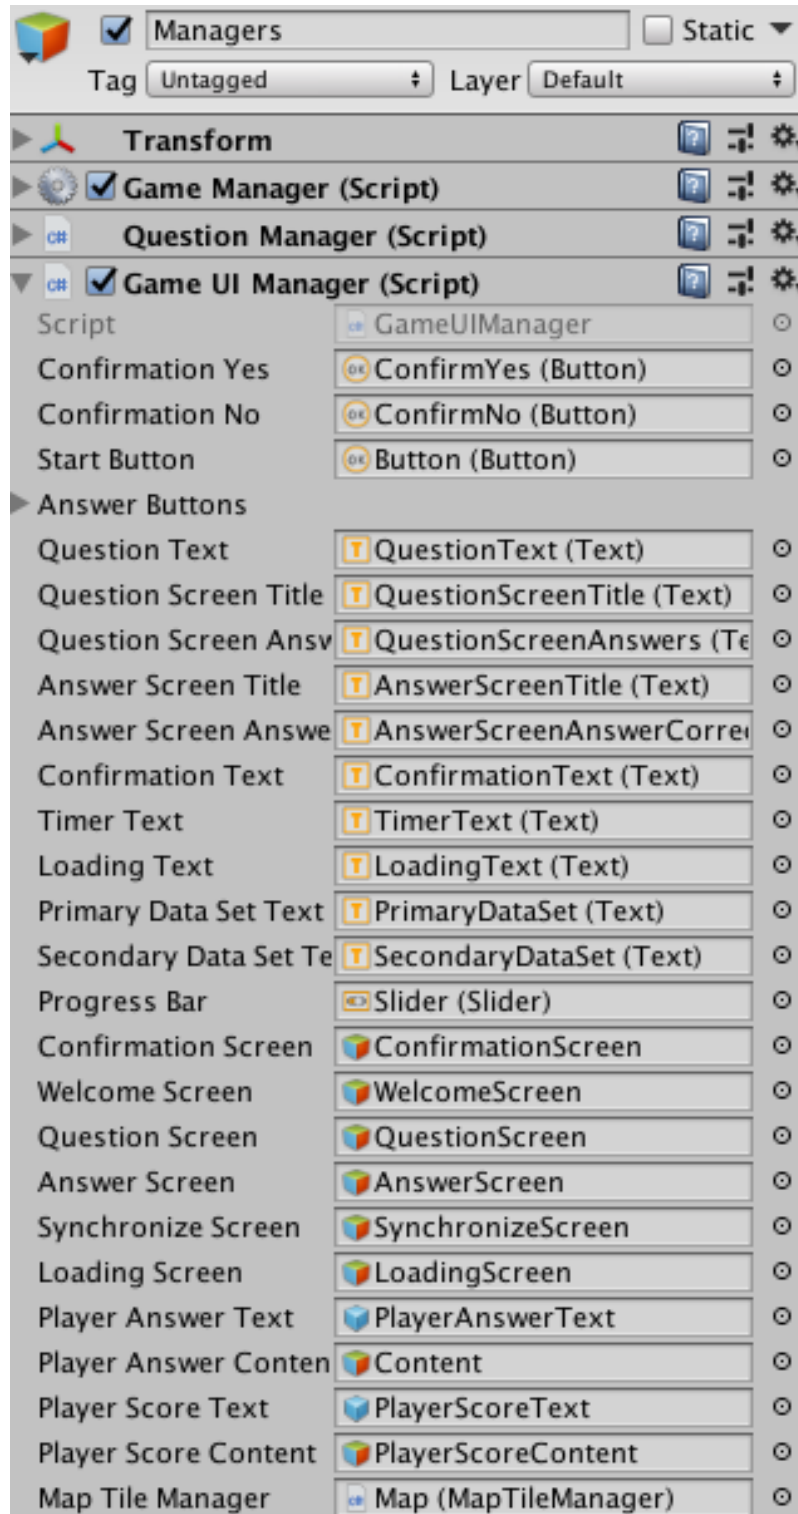 Managers Static
Tag Untagged Layer Default
Transform
Game Manager (Script)
c# Question Manager (Script)
c# Game UI Manager (Script)
Script GameUIManager
Confirmation Yes ConfirmYes (Button)
Confirmation No ConfirmNo (Button)
Start Button Button (Button)
Answer Buttons
Question Text QuestionText (Text)
Question Screen Title QuestionScreenTitle (Text)
Question Screen Answ QuestionScreenAnswers (Te
Answer Screen Title AnswerScreenTitle (Text)
Answer Screen Answe AnswerScreenAnswerCorre
Confirmation Text ConfirmationText (Text)
Timer Text TimerText (Text)
Loading Text LoadingText (Text)
Primary Data Set Text PrimaryDataSet (Text)
Secondary Data Set Te SecondaryDataSet (Text)
Progress Bar Slider (Slider)
Confirmation Screen ConfirmationScreen
Welcome Screen WelcomeScreen
Question Screen QuestionScreen
Answer Screen AnswerScreen
Synchronize Screen SynchronizeScreen
Loading Screen LoadingScreen
Player Answer Text PlayerAnswerText
Player Answer Conten Content
Player Score Text PlayerScoreText
Player Score Content PlayerScoreContent
Map Tile Manager Map (MapTileManager)